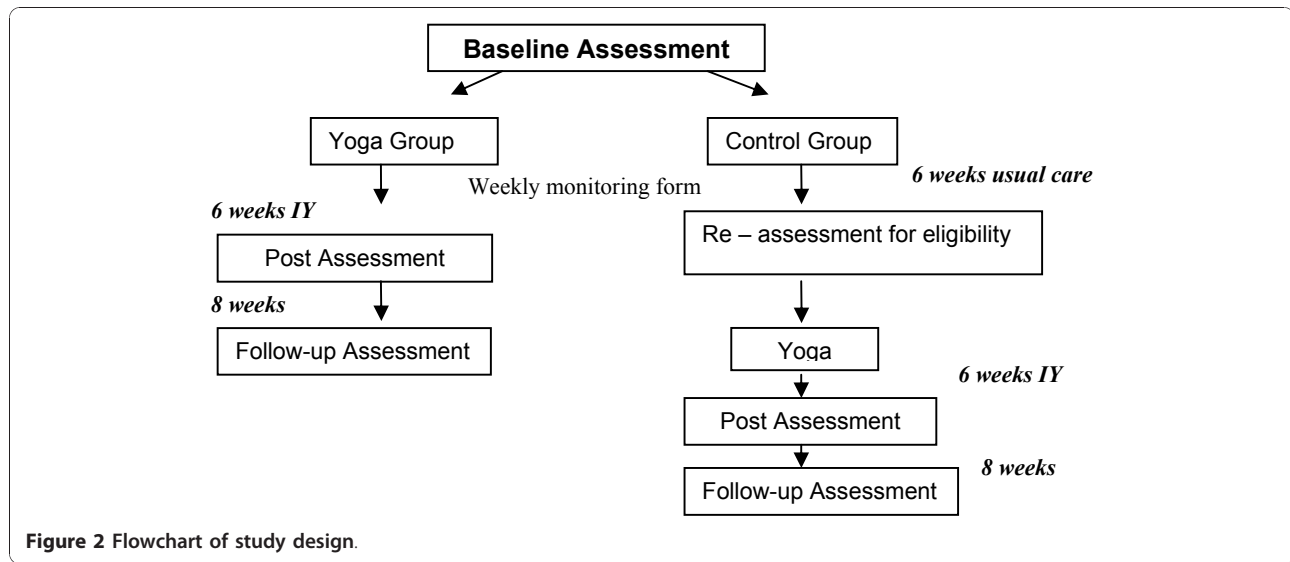 Baseline Assessment
Yoga Group
Control Group
Weekly monitoring form
6 weeks usual care
6 weeks IY
Re – assessment for eligibility
Post Assessment
8 weeks
Follow-up Assessment
Yoga
6 weeks IY
Post Assessment
8 weeks
Follow-up Assessment
Figure 2 Flowchart of study design.